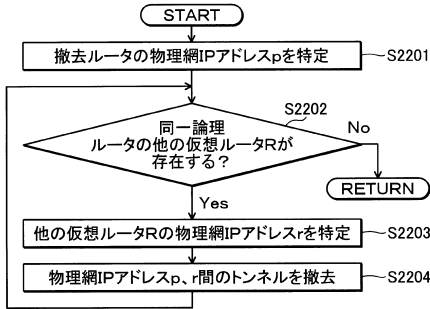 START
撤去ルータの物理網IPアドレスpを特定
S2201
S2202
同一論理
ルータの他の仮想ルータRが
存在する?
No
RETURN
Yes
他の仮想ルータRの物理網IPアドレスrを特定
S2203
物理網IPアドレスp、r間のトンネルを撤去
S2204